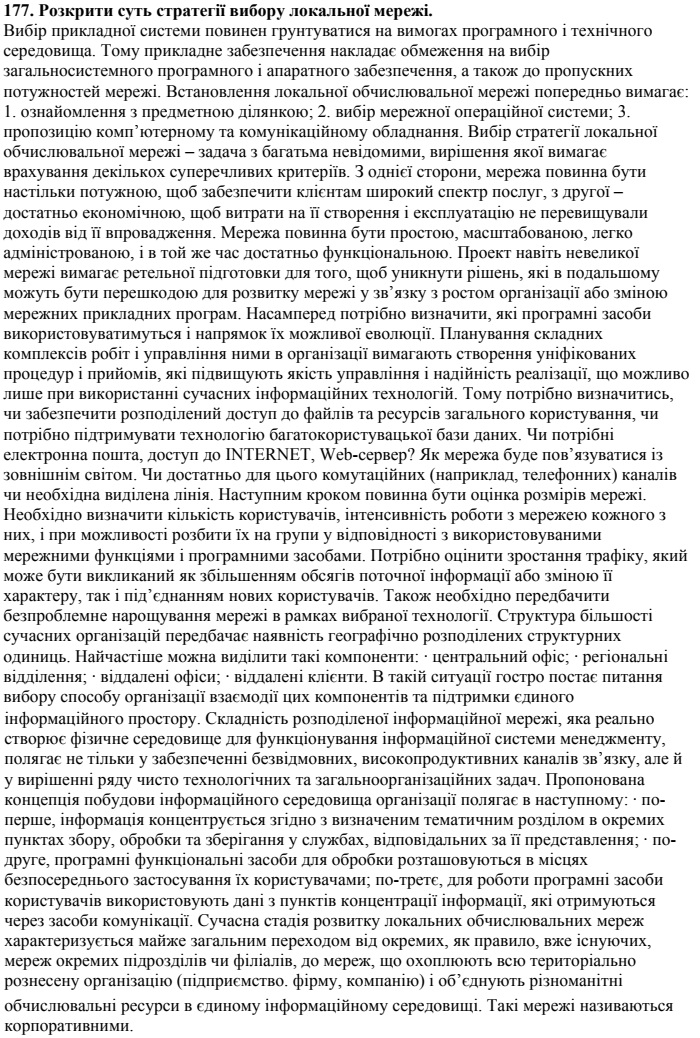 177. Розкрити суть стратегії вибору локальної мережі.
Вибір прикладної системи повинен ґрунтуватися на вимогах програмного і технічного
середовища. Тому прикладне забезпечення накладає обмеження на вибір
загальносистемного програмного і апаратного забезпечення, а також до пропускних
потужностей мережі. Встановлення локальної обчислювальної мережі попередньо вимагає:
1. ознайомлення з предметною ділянкою; 2. вибір мережної операційної системи; 3.
пропозицію комп’ютерному та комунікаційному обладнання. Вибір стратегії локальної
обчислювальної мережі – задача з багатьма невідомими, вирішення якої вимагає
врахування декількох суперечливих критеріїв. З однієї сторони, мережа повинна бути
настільки потужною, щоб забезпечити клієнтам широкий спектр послуг, з другої –
достатньо економічною, щоб витрати на її створення і експлуатацію не перевищували
доходів від її впровадження. Мережа повинна бути простою, масштабованою, легко
адміністрованою, і в той же час достатньо функціональною. Проект навіть невеликої
мережі вимагає ретельної підготовки для того, щоб уникнути рішень, які в подальшому
можуть бути перешкодою для розвитку мережі у зв’язку з ростом організації або зміною
мережних прикладних програм. Насамперед потрібно визначити, які програмні засоби
використовуватимуться і напрямок їх можливої еволюції. Планування складних
комплексів робіт і управління ними в організації вимагають створення уніфікованих
процедур і прийомів, які підвищують якість управління і надійність реалізації, що можливо
лише при використанні сучасних інформаційних технологій. Тому потрібно визначитись,
чи забезпечити розподілений доступ до файлів та ресурсів загального користування, чи
потрібно підтримувати технологію багатокористувацької бази даних. Чи потрібні
електронна пошта, доступ до INTERNET, Web-сервер? Як мережа буде пов’язуватися із
зовнішнім світом. Чи достатньо для цього комутаційних (наприклад, телефонних) каналів
чи необхідна виділена лінія. Наступним кроком повинна бути оцінка розмірів мережі.
Необхідно визначити кількість користувачів, інтенсивність роботи з мережею кожного з
них, і при можливості розбити їх на групи у відповідності з використовуваними
мережними функціями і програмними засобами. Потрібно оцінити зростання трафіку, який
може бути викликаний як збільшенням обсягів поточної інформації або зміною її
характеру, так і під’єднанням нових користувачів. Також необхідно передбачити
безпроблемне нарощування мережі в рамках вибраної технології. Структура більшості
сучасних організацій передбачає наявність географічно розподілених структурних
одиниць. Найчастіше можна виділити такі компоненти: · центральний офіс; · регіональні
відділення; · віддалені офіси; · віддалені клієнти. В такій ситуації гостро постає питання
вибору способу організації взаємодії цих компонентів та підтримки єдиного
інформаційного простору. Складність розподіленої інформаційної мережі, яка реально
створює фізичне середовище для функціонування інформаційної системи менеджменту,
полягає не тільки у забезпеченні безвідмовних, високопродуктивних каналів зв’язку, але й
у вирішенні ряду чисто технологічних та загальноорганізаційних задач. Пропонована
концепція побудови інформаційного середовища організації полягає в наступному: · по-
перше, інформація концентрується згідно з визначеним тематичним розділом в окремих
пунктах збору, обробки та зберігання у службах, відповідальних за її представлення; · по-
друге, програмні функціональні засоби для обробки розташовуються в місцях
безпосереднього застосування їх користувачами; по-третє, для роботи програмні засоби
користувачів використовують дані з пунктів концентрації інформації, які отримуються
через засоби комунікації. Сучасна стадія розвитку локальних обчислювальних мереж
характеризується майже загальним переходом від окремих, як правило, вже існуючих,
мереж окремих підрозділів чи філіалів, до мереж, що охоплюють всю територіально
рознесену організацію (підприємство. фірму, компанію) і об’єднують різноманітні
обчислювальні ресурси в єдиному інформаційному середовищі. Такі мережі називаються
корпоративними.